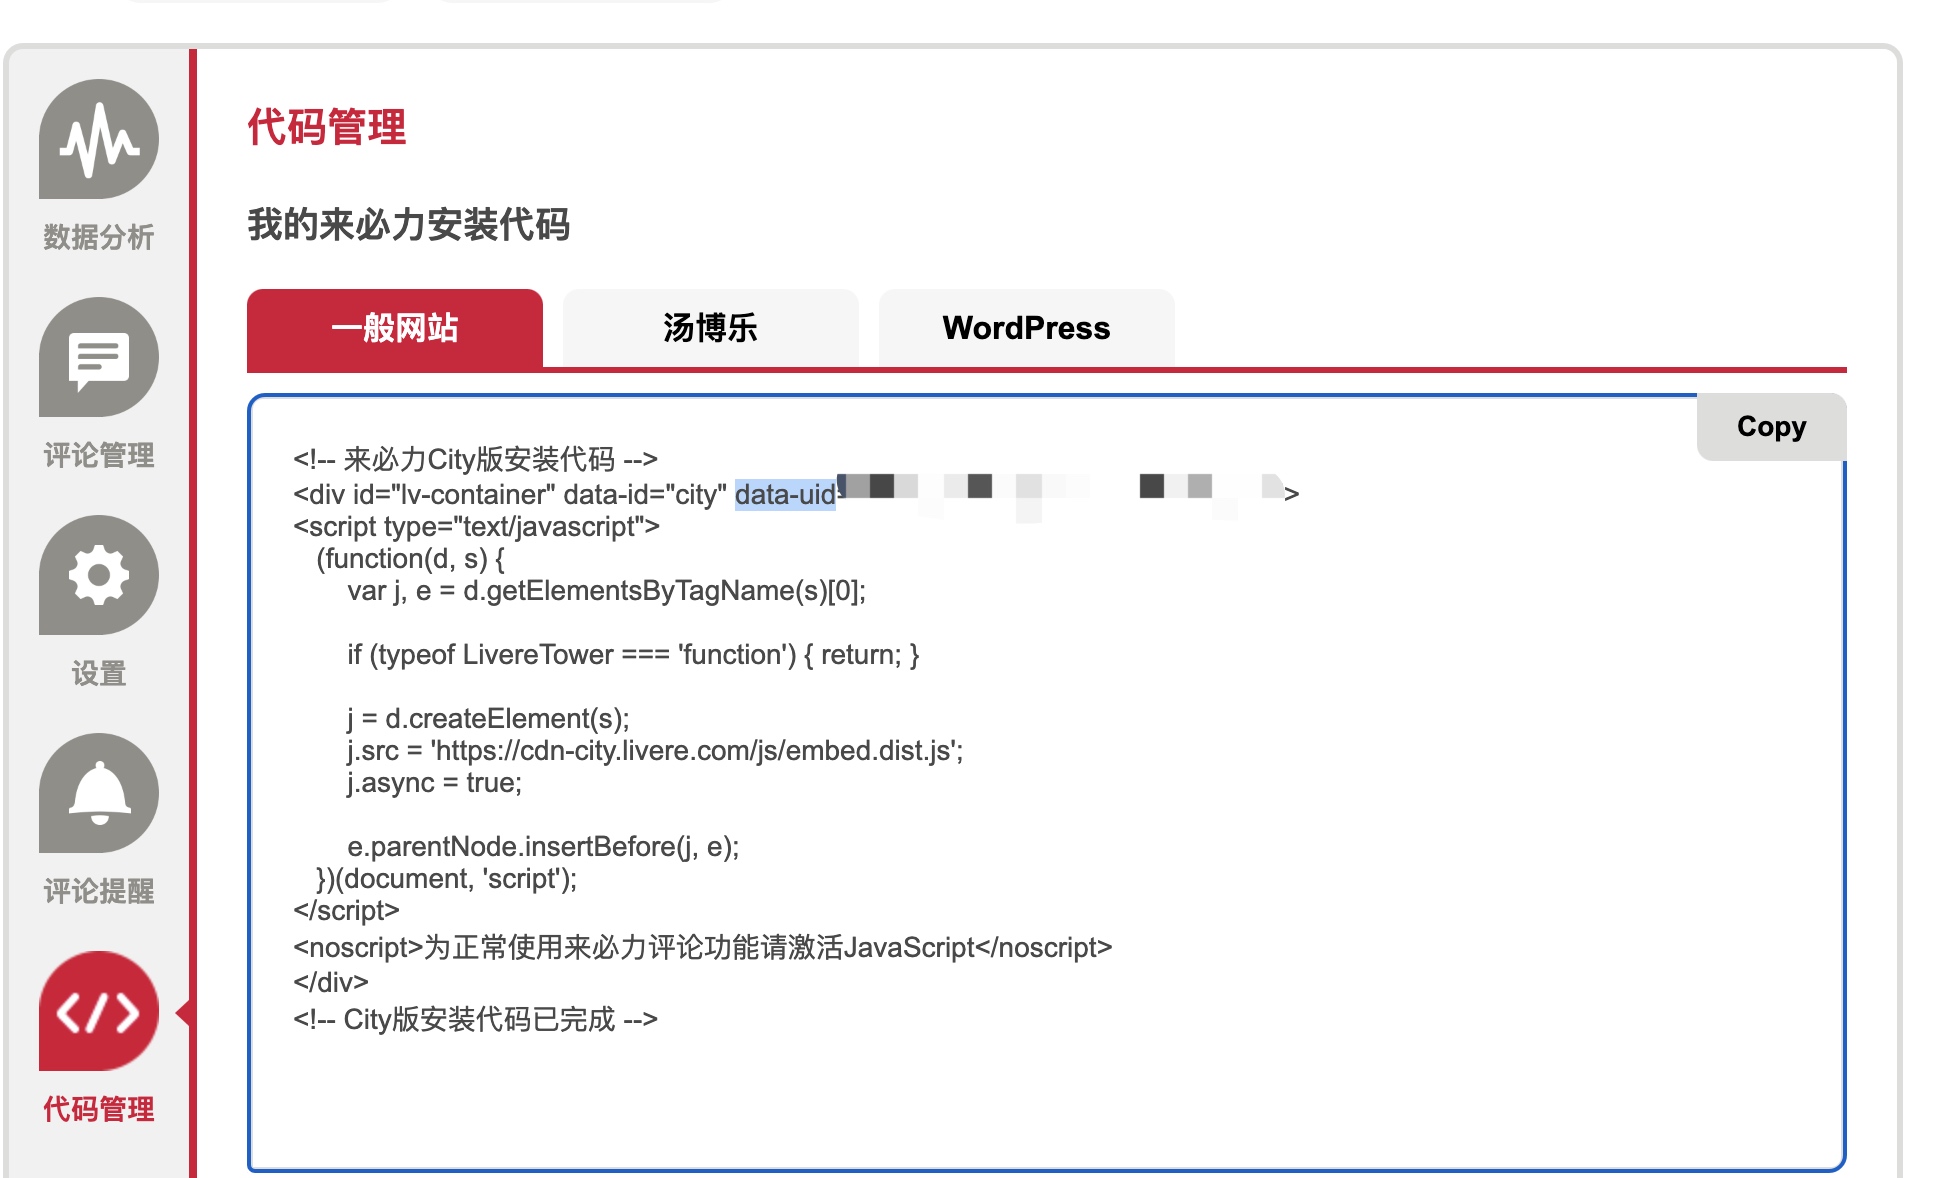 数据分析
评论管理
设置
评论提醒
代码管理
代码管理
我的来必力安装代码
一般网站
汤博乐
WordPress
Copy
<!-- 来必力City版安装代码 -->
<div id="lv-container" data-id="city" data-uid >
<script type="text/javascript">
(function(d, s) {
var j, e = d.getElementsByTagName(s)[0];
if (typeof LivereTower === 'function') { return; }
j = d.createElement(s);
j.src = 'https://cdn-city.livere.com/js/embed.dist.js';
j.async = true;
e.parentNode.insertBefore(j, e);
})(document, 'script');
</script>
<noscript>为正常使用来必力评论功能请激活JavaScript</noscript>
</div>
<!-- City版安装代码已完成 -->